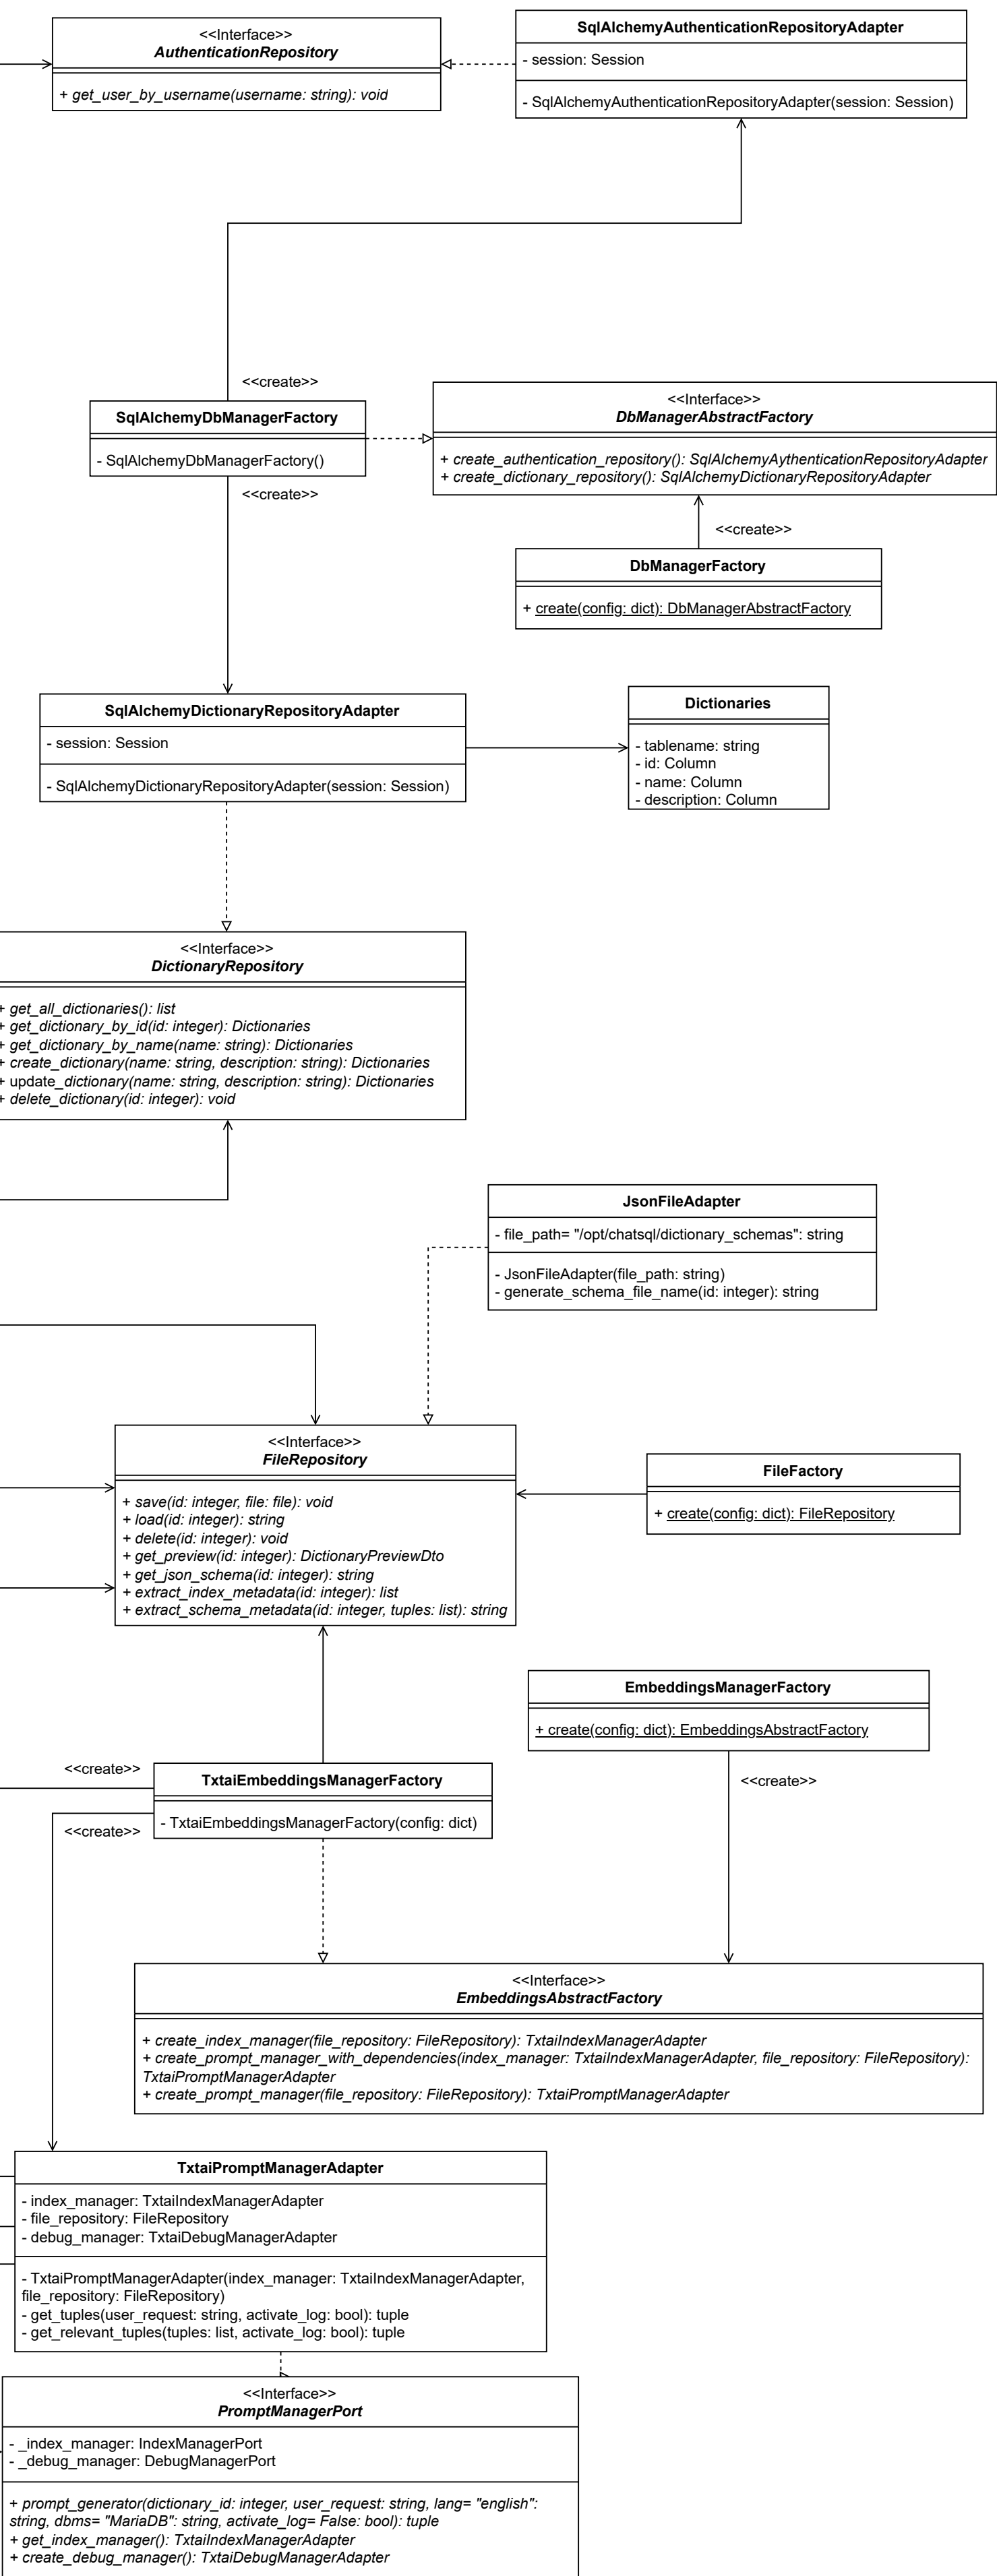 <<Interface>>
AuthenticationRepository
+ get_user_by_username(username: string): void
SqlAlchemyAuthenticationRepositoryAdapter
- session: Session
- SqlAlchemyAuthenticationRepositoryAdapter(session: Session)
<<create>>
SqlAlchemyDbManagerFactory
- SqlAlchemyDbManagerFactory()
<<create>>
<<Interface>>
DbManagerAbstractFactory
+ create_authentication_repository(): SqlAlchemyAythenticationRepositoryAdapter
+ create_dictionary_repository(): SqlAlchemyDictionaryRepositoryAdapter
<<create>>
DbManagerFactory
+ create(config: dict): DbManagerAbstractFactory
SqlAlchemyDictionaryRepositoryAdapter
- session: Session
- SqlAlchemyDictionaryRepositoryAdapter(session: Session)
Dictionaries
- tablename: string
- id: Column
- name: Column
- description: Column
<<Interface>>
DictionaryRepository
+ get_all_dictionaries(): list
+ get_dictionary_by_id(id: integer): Dictionaries
+ get_dictionary_by_name(name: string): Dictionaries
+ create_dictionary(name: string, description: string): Dictionaries
+ update_dictionary(name: string, description: string): Dictionaries
+ delete_dictionary(id: integer): void
JsonFileAdapter
- file_path= "/opt/chatsql/dictionary_schemas": string
- JsonFileAdapter(file_path: string)
- generate_schema_file_name(id: integer): string
<<Interface>>
FileRepository
+ save(id: integer, file: file): void
+ load(id: integer): string
+ delete(id: integer): void
+ get_preview(id: integer): DictionaryPreviewDto
+ get_json_schema(id: integer): string
+ extract_index_metadata(id: integer): list
+ extract_schema_metadata(id: integer, tuples: list): string
FileFactory
+ create(config: dict): FileRepository
EmbeddingsManagerFactory
+ create(config: dict): EmbeddingsAbstractFactory
<<create>>
<<create>>
TxtaiEmbeddingsManagerFactory
- TxtaiEmbeddingsManagerFactory(config: dict)
<<create>>
<<Interface>>
EmbeddingsAbstractFactory
+ create_index_manager(file_repository: FileRepository): TxtaiIndexManagerAdapter
+ create_prompt_manager_with_dependencies(index_manager: TxtaiIndexManagerAdapter, file_repository: FileRepository):
TxtaiPromptManagerAdapter
+ create_prompt_manager(file_repository: FileRepository): TxtaiPromptManagerAdapter
TxtaiPromptManagerAdapter
- index_manager: TxtaiIndexManagerAdapter
- file_repository: FileRepository
- debug_manager: TxtaiDebugManagerAdapter
- TxtaiPromptManagerAdapter(index_manager: TxtaiIndexManagerAdapter,
file_repository: FileRepository)
- get_tuples(user_request: string, activate_log: bool): tuple
- get_relevant_tuples(tuples: list, activate_log: bool): tuple
<<Interface>>
PromptManagerPort
- _index_manager: IndexManagerPort
- _debug_manager: DebugManagerPort
+ prompt_generator(dictionary_id: integer, user_request: string, lang= "english":
string, dbms= "MariaDB": string, activate_log= False: bool): tuple
+ get_index_manager(): TxtaiIndexManagerAdapter
+ create_debug_manager(): TxtaiDebugManagerAdapter